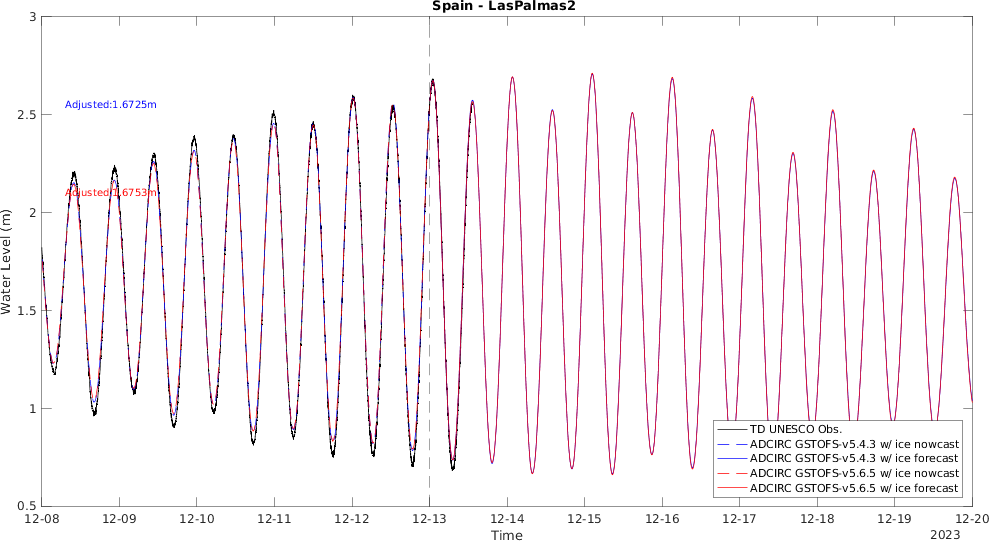 Spain - LasPalmas2
3
2.5
2
1.5
1
0.5
Water Level (m)
Adjusted:1.6725m
Adjusted:1.6753m
TD UNESCO Obs.
ADCIRC GSTOFS-v5.4.3 w/ ice nowcast
ADCIRC GSTOFS-v5.4.3 w/ ice forecast
ADCIRC GSTOFS-v5.6.5 w/ ice nowcast
ADCIRC GSTOFS-v5.6.5 w/ ice forecast
12-08 12-09 12-10 12-11 12-12 12-13 12-14 12-15 12-16 12-17 12-18 12-19 12-20
Time
2023